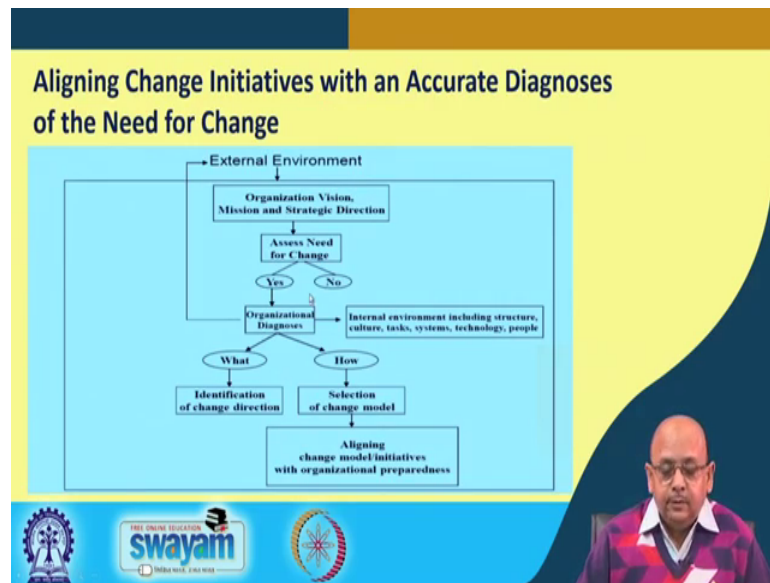 Aligning Change Initiatives with an Accurate Diagnoses
of the Need for Change
External Environment
Organization Vision,
Mission and Strategic Direction
Assess Need
for Change
Yes
No
Organizational
Diagnoses
Internal environment including structure,
culture, tasks, systems, technology, people
What
How
Identification
of change direction
Selection
of change model
Aligning
change model/initiatives
with organizational preparedness
FREE ONLINE EDUCATION
swayam